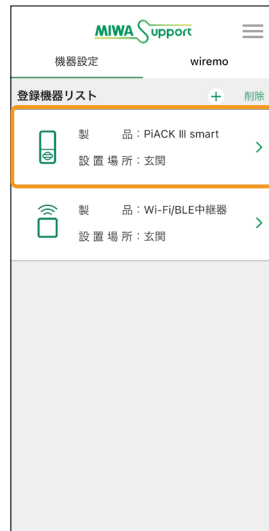 MIWA Support
機器設定 wiremo
登録機器リスト + 削除
製 品：PiACK Ⅲ smart
設置場所：玄関
製 品：Wi-Fi/BLE中継器
設置場所：玄関